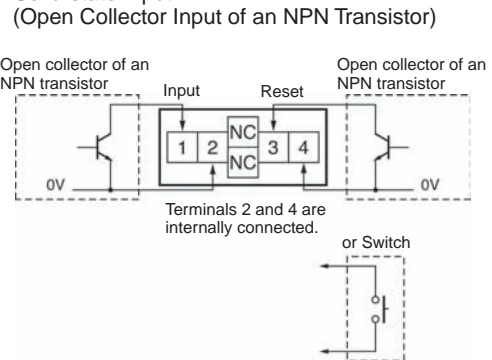 (Open Collector Input of an NPN Transistor)
Open collector of an
NPN transistor
Open collector of an
NPN transistor
Input
Reset
NC
1 2 3 4
NC
0V
0V
Terminals 2 and 4 are
internally connected.
or Switch